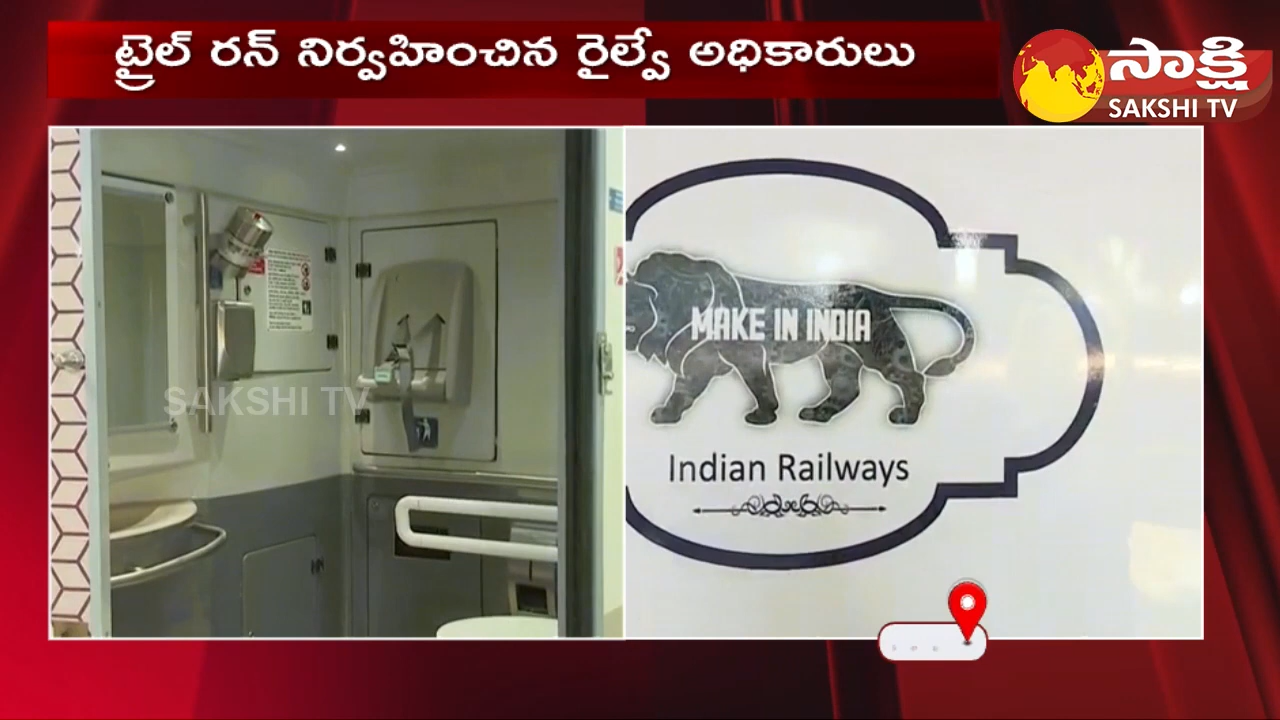 ట్రైల్ రన్ నిర్వహించిన రైల్వే అధికారులు
సాక్షి
SAKSHI TV
SAKSHI TV
MAKE IN INDIA
Indian Railways